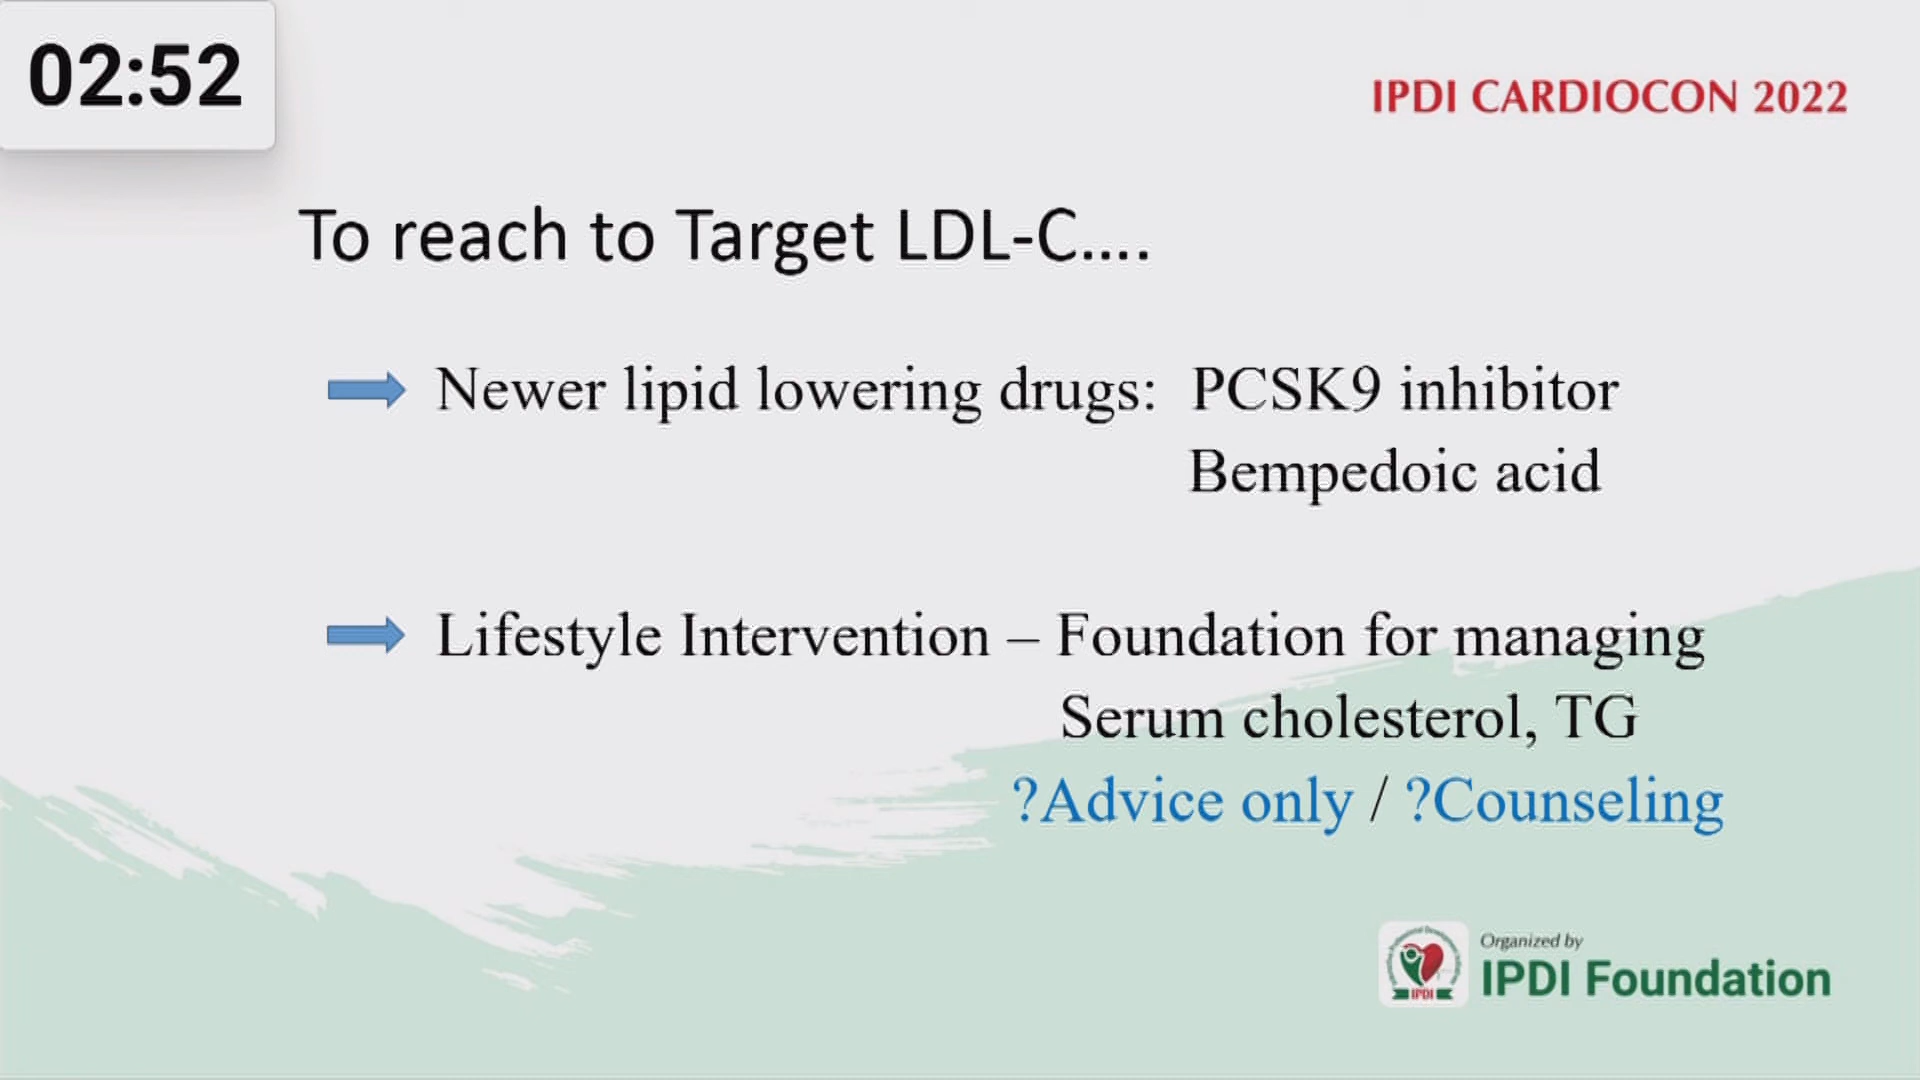 02:52
IPDI CARDIOCON 2022
To reach to Target LDL-C....
Newer lipid lowering drugs: PCSK9 inhibitor
Bempedoic acid
Lifestyle Intervention – Foundation for managing
Serum cholesterol, TG
?Advice only / ?Counseling
Organized by
IPDI Foundation
IPDI